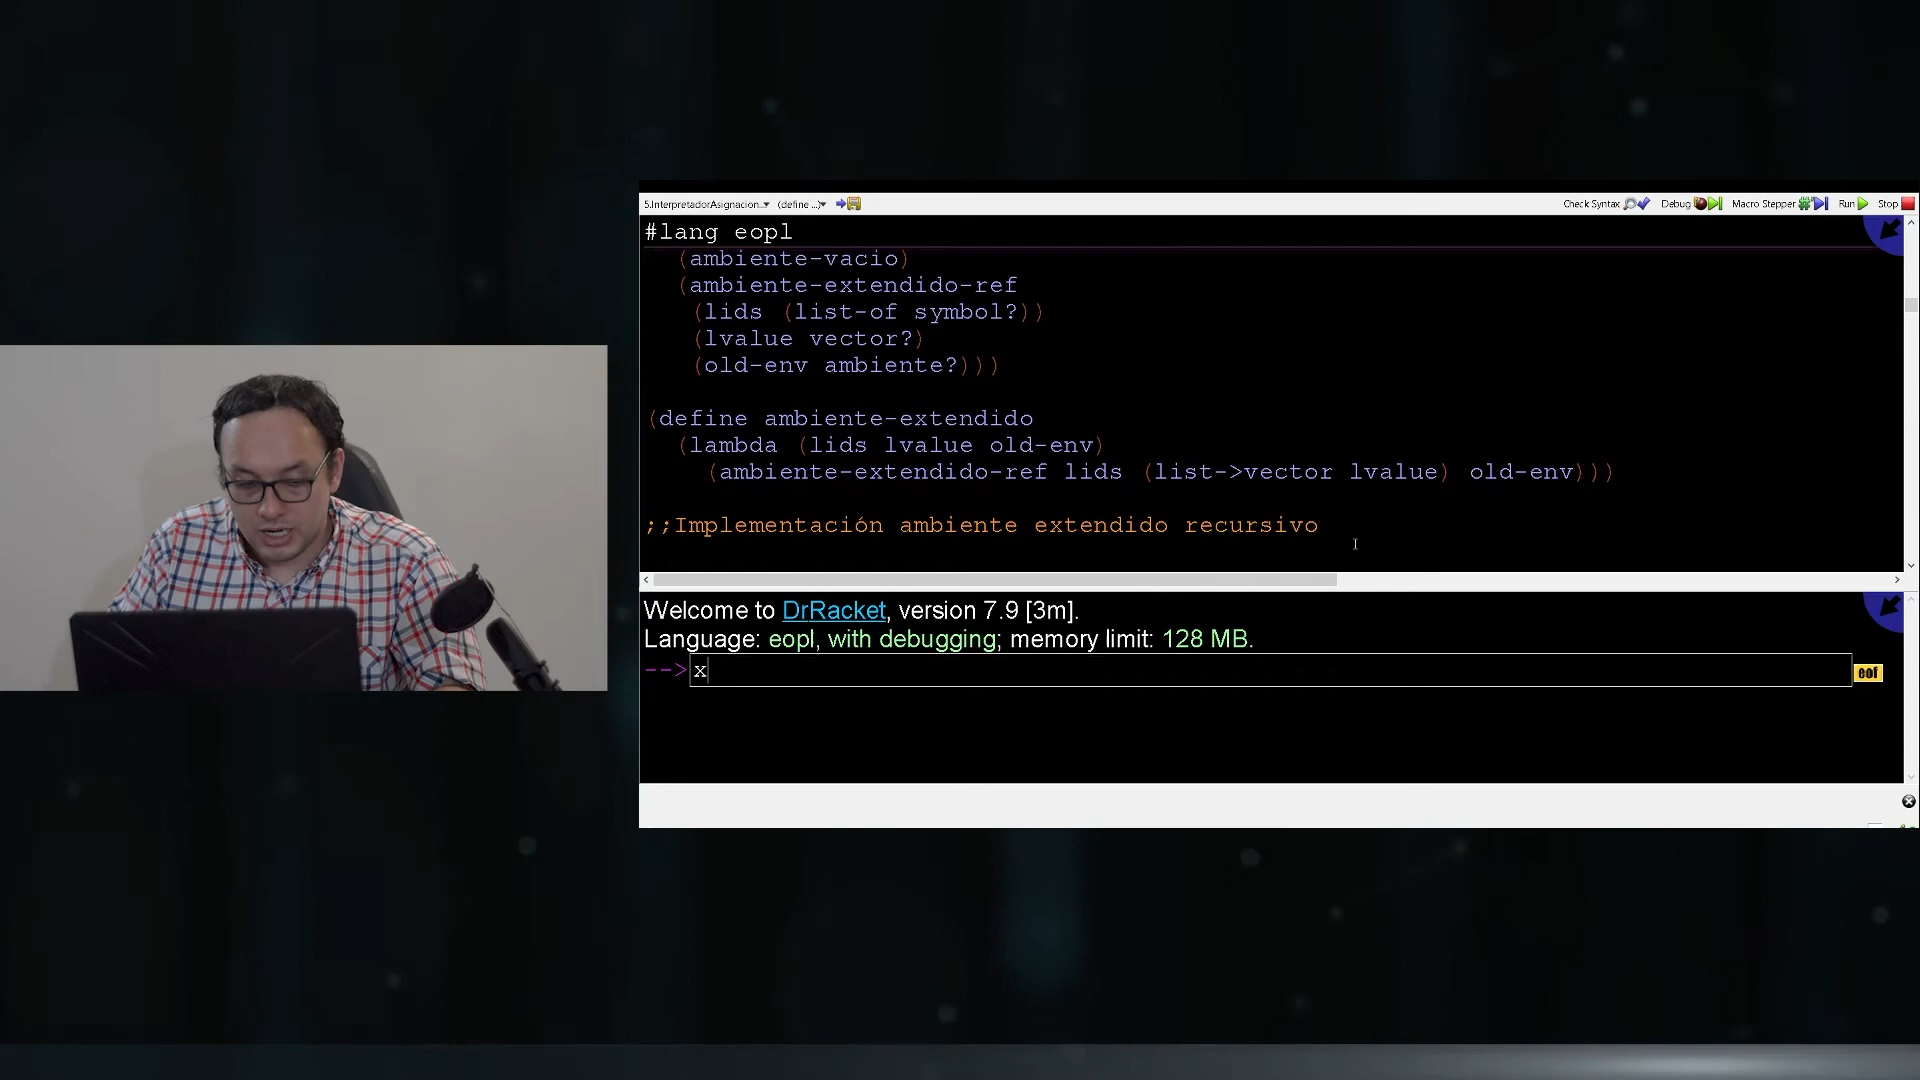 5.InterpretadorAsignacion... (define ...) Check Syntax Debug Macro Stepper Run Stop
#lang eopl
(ambiente-vacio)
(ambiente-extendido-ref
(lids (list-of symbol?))
(lvalue vector?)
(old-env ambiente?)))
(define ambiente-extendido
(lambda (lids lvalue old-env)
(ambiente-extendido-ref lids (list->vector lvalue) old-env)))
;;Implementación ambiente extendido recursivo
Welcome to DrRacket, version 7.9 [3m].
Language: eopl, with debugging; memory limit: 128 MB.
-->x
eof